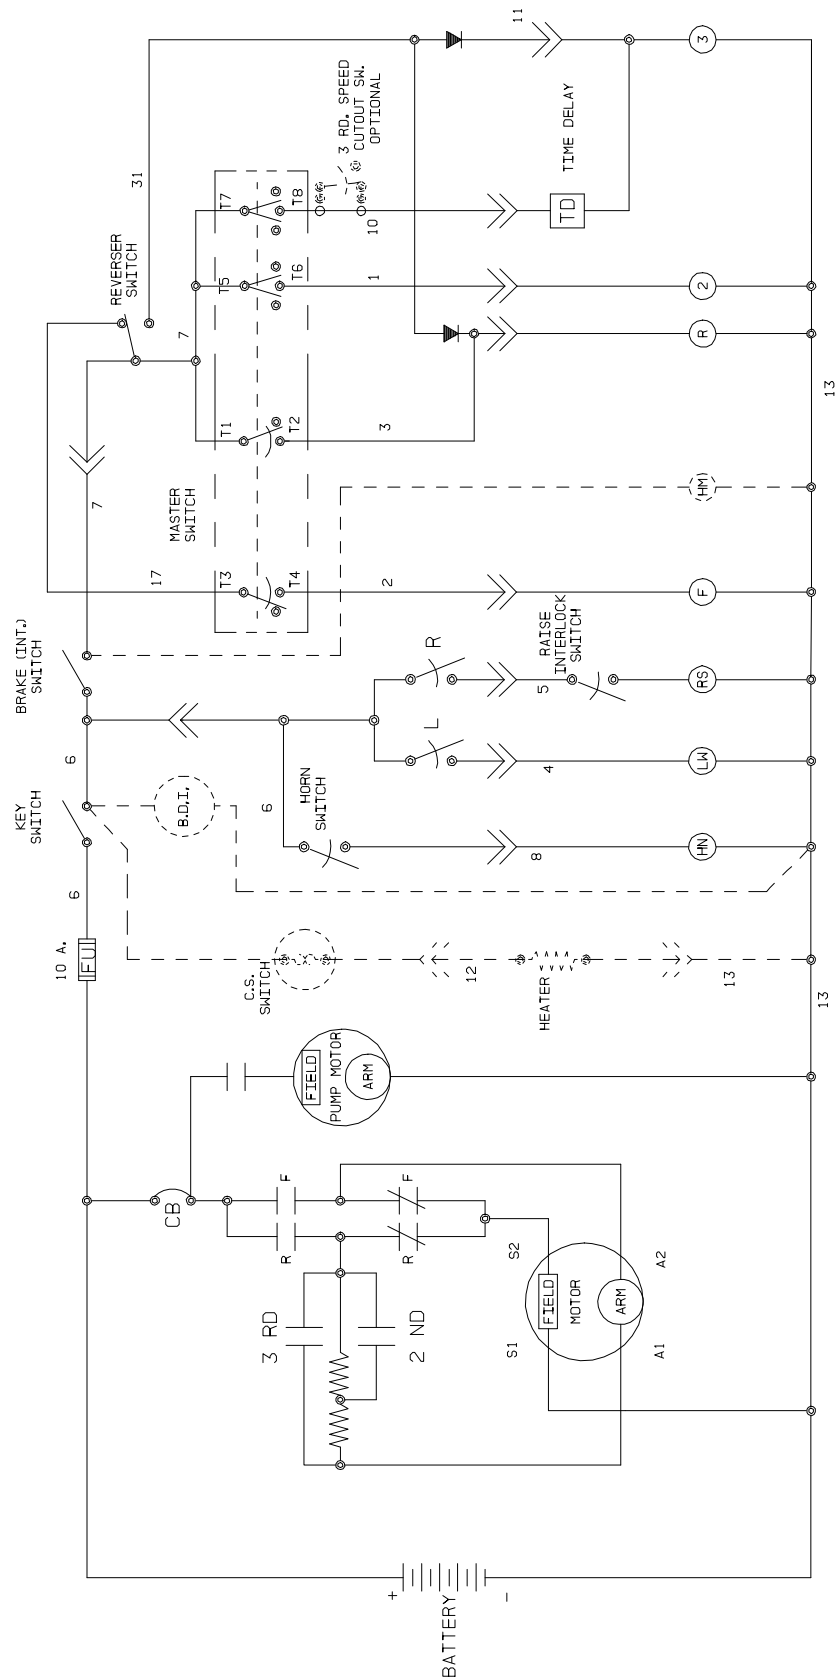 11
3
31
3 RD. SPEED
CUTOUT SW.
OPTIONAL
TIME DELAY
REVERSER
SWITCH
T7
T8
10
TD
T5
T6
1
2
7
R
13
T1
T2
3
MASTER
SWITCH
7
HM
17
T3
T4
2
F
BRAKE (INT.)
SWITCH
R
5
RAISE
INTERLOCK
SWITCH
RS
6
L
4
LW
KEY
SWITCH
B.D.I.
6
HORN
SWITCH
8
HN
6
10 A.
FU
C.S.
SWITCH
12
HEATER
13
13
FIELD
PUMP MOTOR
ARM
CB
F
F
R
R
S2
A2
3 RD
2 ND
FIELD
MOTOR
ARM
S1
A1
+
BATTERY
-